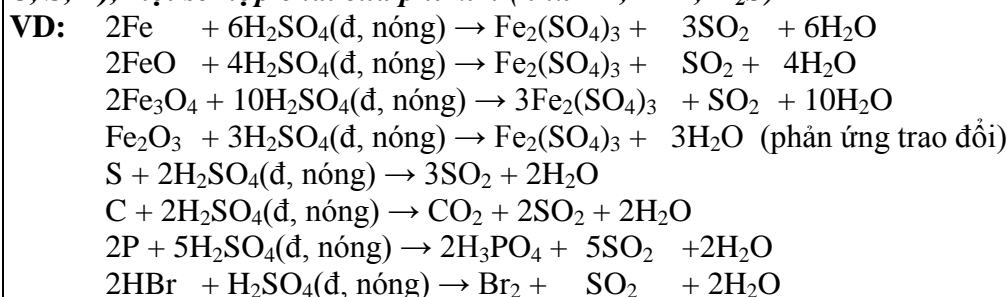 VD: 2Fe + 6H₂SO₄(đ, nóng) → Fe₂(SO₄)₃ + 3SO₂ + 6H₂O
2FeO + 4H₂SO₄(đ, nóng) → Fe₂(SO₄)₃ + SO₂ + 4H₂O
2Fe₃O₄ + 10H₂SO₄(đ, nóng) → 3Fe₂(SO₄)₃ + SO₂ + 10H₂O
Fe₂O₃ + 3H₂SO₄(đ, nóng) → Fe₂(SO₄)₃ + 3H₂O (phản ứng trao đổi)
S + 2H₂SO₄(đ, nóng) → 3SO₂ + 2H₂O
C + 2H₂SO₄(đ, nóng) → CO₂ + 2SO₂ + 2H₂O
2P + 5H₂SO₄(đ, nóng) → 2H₃PO₄ + 5SO₂ +2H₂O
2HBr + H₂SO₄(đ, nóng) → Br₂ + SO₂ + 2H₂O